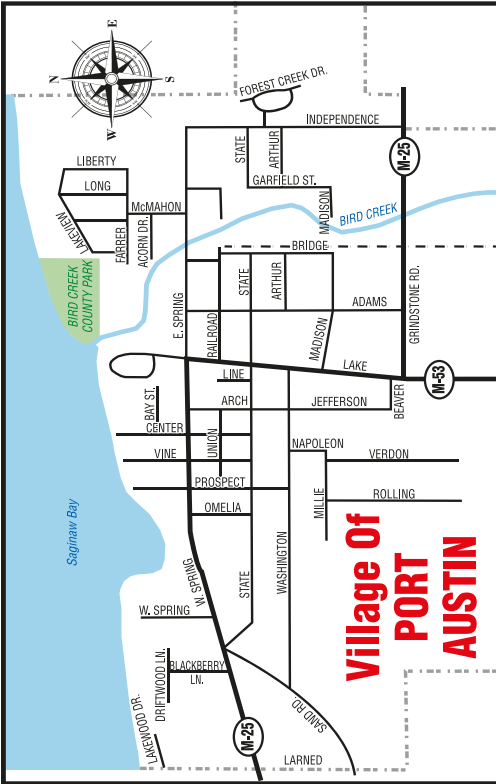 E
N
S
W
FOREST CREEK DR.
INDEPENDENCE
STATE
ARTHUR
M-25
LIBERTY
LONG
GARFIELD ST.
McMAHON
MADISON
LAKEVIEW
FARRER
ACORN DR.
BIRD CREEK
BRIDGE
BIRD CREEK
COUNTY PARK
STATE
ARTHUR
GRINDSTONE RD.
E. SPRING
ADAMS
RAILROAD
MADISON
LAKE
LINE
M-53
BAY ST.
ARCH
JEFFERSON
BEAVER
CENTER
UNION
NAPOLEON
VINE
VERDON
PROSPECT
MILLIE
ROLLING
OMELIA
Saginaw Bay
W. SPRING
STATE
WASHINGTON
Village Of
PORT
AUSTIN
W. SPRING
DRIFTWOOD LN.
BLACKBERRY
LN.
SAND RD.
LAKEWOOD DR.
M-25
LARNED